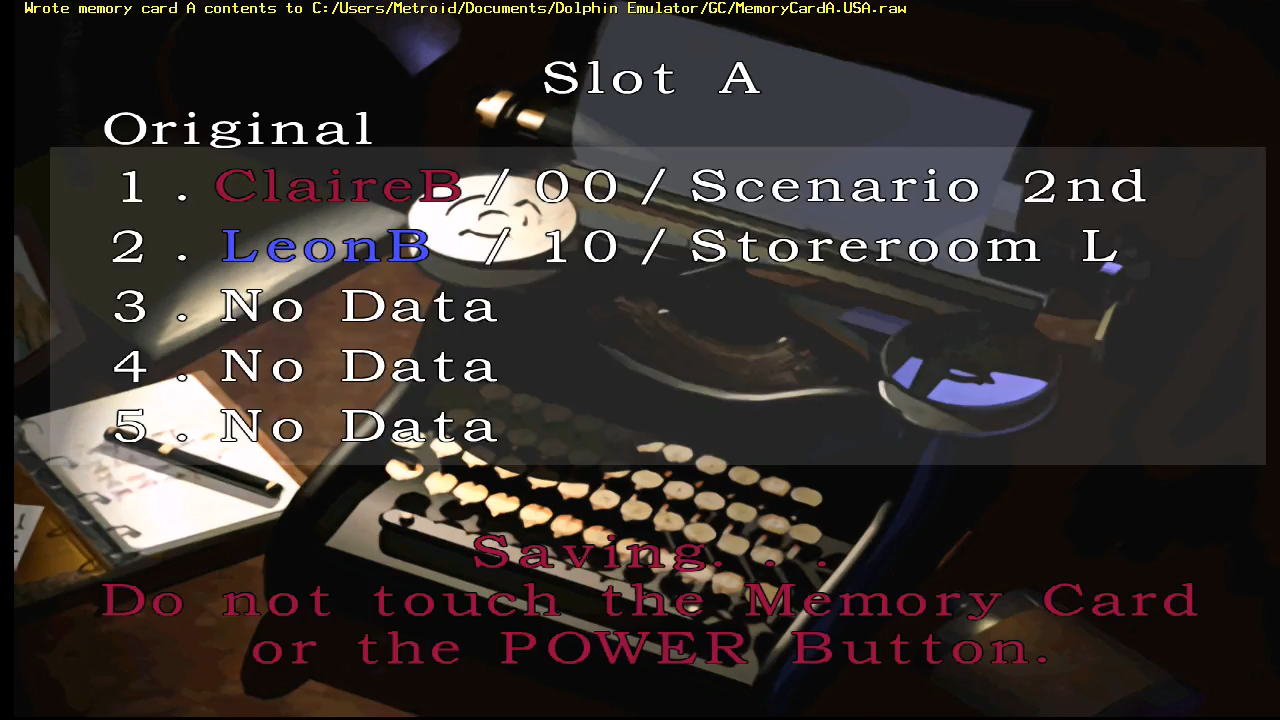 Wrote memory card A contents to C:/Users/Metroid/Documents/Dolphin Emulator/GC/MemoryCardA.USA.raw
Slot A
Original
1. ClaireB/00/Scenario 2nd
2. LeonB /10/Storeroom L
3. No Data
4. No Data
5. No Data
Saving. . .
Do not touch the Memory Card
or the POWER Button.